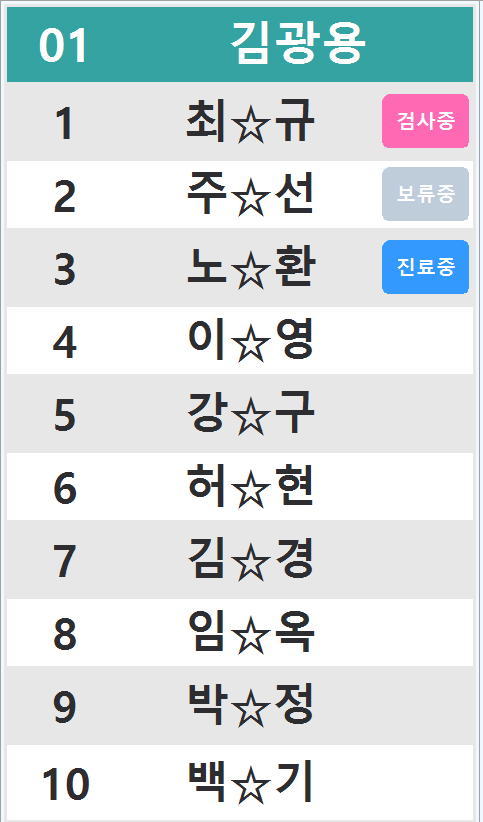 01 김광용
1 최☆규 검사중
2 주☆선 보류중
3 노☆환 진료중
4 이☆영
5 강☆구
6 허☆현
7 김☆경
8 임☆옥
9 박☆정
10 백☆기